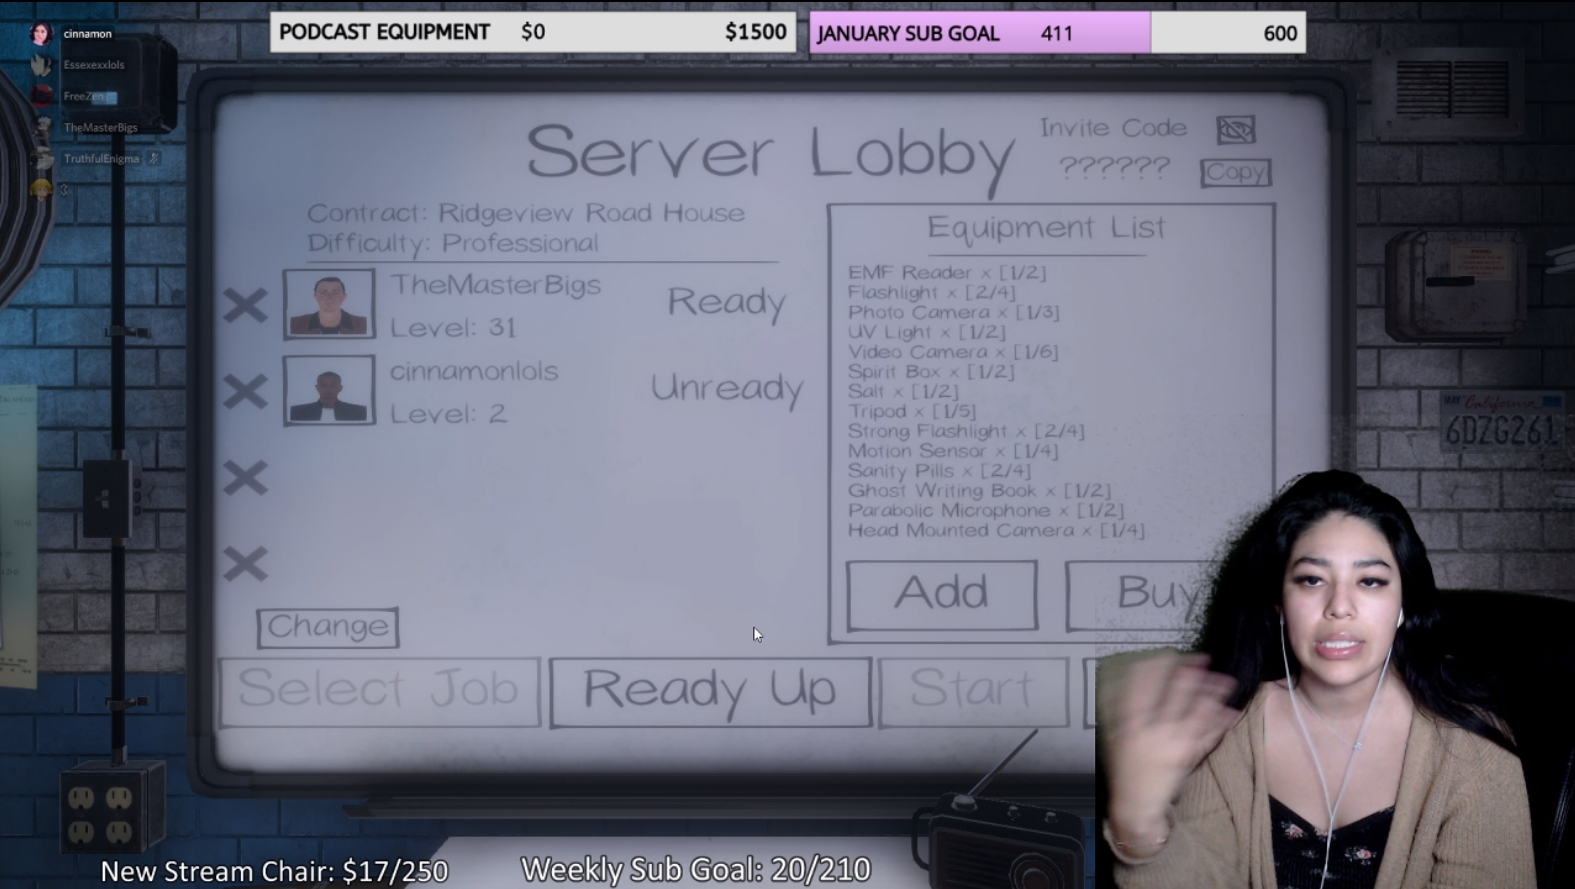 PODCAST EQUIPMENT $0 $1500
JANUARY SUB GOAL 411 600
cinnamon
Essexexxlols
FreeZen
TheMasterBigs
TruthfulEnigma
Server Lobby
Invite Code
??????
Copy
Contract: Ridgeview Road House
Difficulty: Professional
TheMasterBigs
Level: 31
Ready
cinnamonlols
Level: 2
Unready
Equipment List
EMF Reader x [1/2]
Flashlight x [2/4]
Photo Camera x [1/3]
UV Light x [1/2]
Video Camera x [1/6]
Spirit Box x [1/2]
Salt x [1/2]
Tripod x [1/5]
Strong Flashlight x [2/4]
Motion Sensor x [1/4]
Sanity Pills x [2/4]
Ghost Writing Book x [1/2]
Parabolic Microphone x [1/2]
Head Mounted Camera x [1/4]
Add
Buy
Change
Select Job
Ready Up
Start
MAY California
6DZG261
New Stream Chair: $17/250
Weekly Sub Goal: 20/210